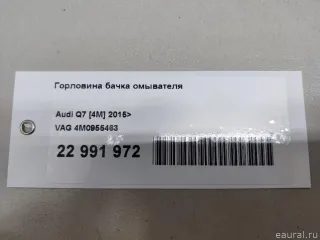 Горловина бачка омывателя
Audi Q7 [4M] 2015>
VAG 4M0955463
22 991 972
eaural.ru